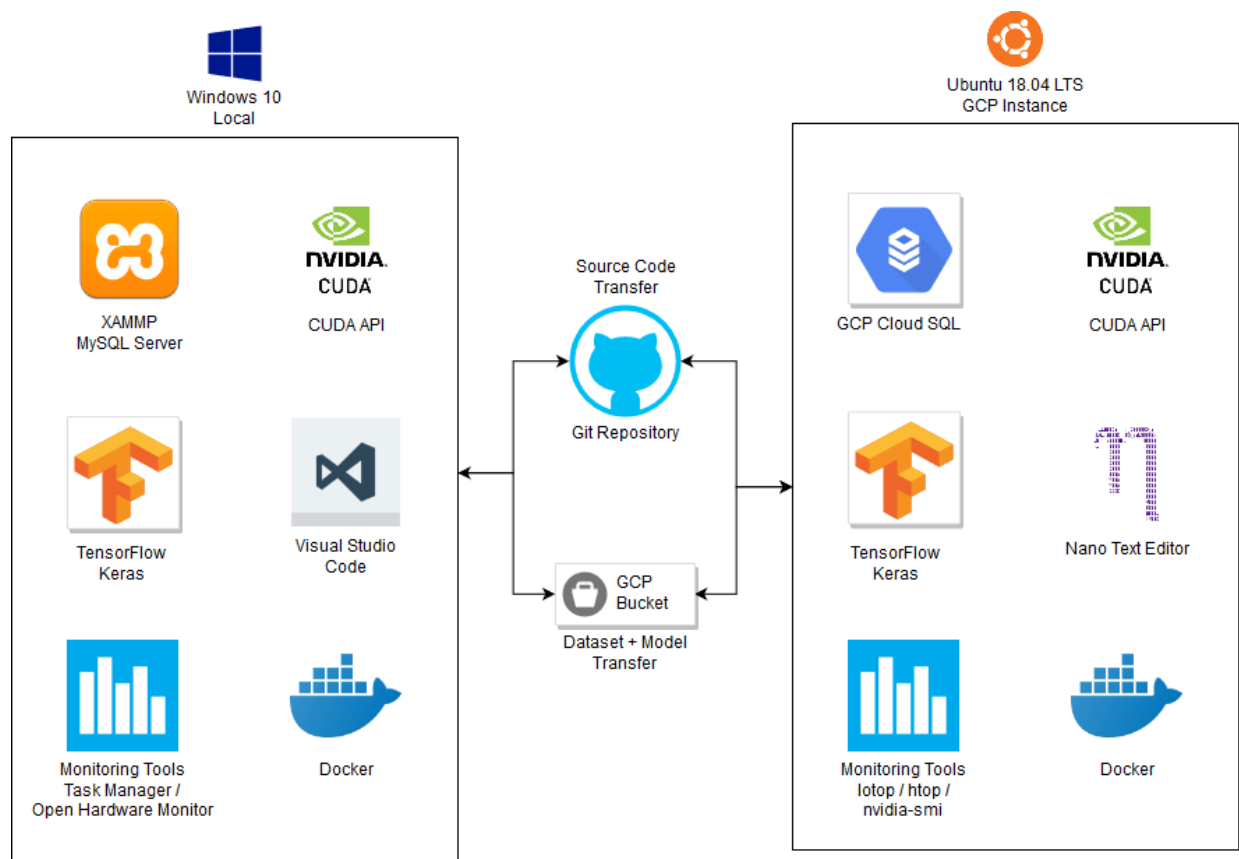 Windows 10
Local
Ubuntu 18.04 LTS
GCP Instance
XAMMP
MySQL Server
NVIDIA.
CUDA
CUDA API
TensorFlow
Keras
Visual Studio
Code
Monitoring Tools
Task Manager /
Open Hardware Monitor
Docker
Source Code
Transfer
Git Repository
GCP
Bucket
Dataset + Model
Transfer
GCP Cloud SQL
NVIDIA.
CUDA
CUDA API
TensorFlow
Keras
Nano Text Editor
Monitoring Tools
Iotop / htop /
nvidia-smi
Docker